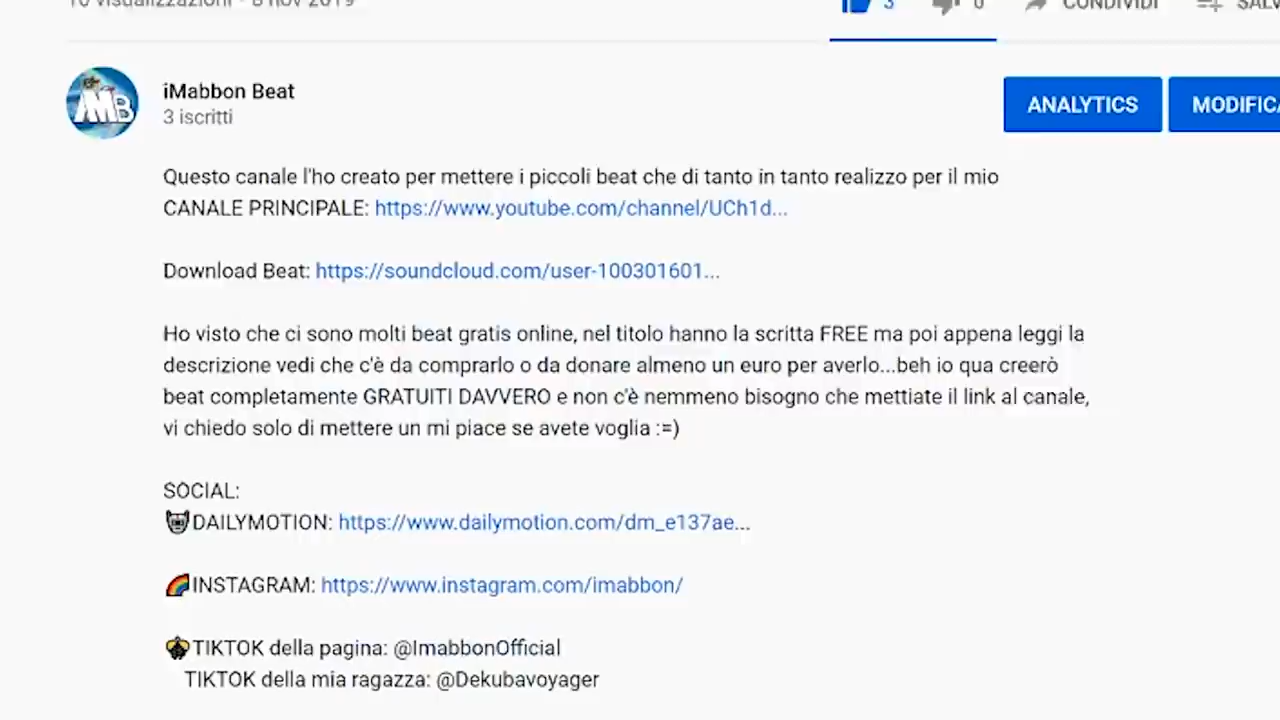 10 visualizzazioni • 8 nov 2019
3
0
CONDIVIDI
iMabbon Beat
3 iscritti
ANALYTICS
Questo canale l'ho creato per mettere i piccoli beat che di tanto in tanto realizzo per il mio
CANALE PRINCIPALE: https://www.youtube.com/channel/UCh1d...
Download Beat: https://soundcloud.com/user-100301601...
Ho visto che ci sono molti beat gratis online, nel titolo hanno la scritta FREE ma poi appena leggi la
descrizione vedi che c'è da comprarlo o da donare almeno un euro per averlo...beh io qua creerò
beat completamente GRATUITI DAVVERO e non c'è nemmeno bisogno che mettiate il link al canale,
vi chiedo solo di mettere un mi piace se avete voglia :=)
SOCIAL:
DAILYMOTION: https://www.dailymotion.com/dm_e137ae...
INSTAGRAM: https://www.instagram.com/imabbon/
TIKTOK della pagina: @ImabbonOfficial
TIKTOK della mia ragazza: @Dekubavoyager